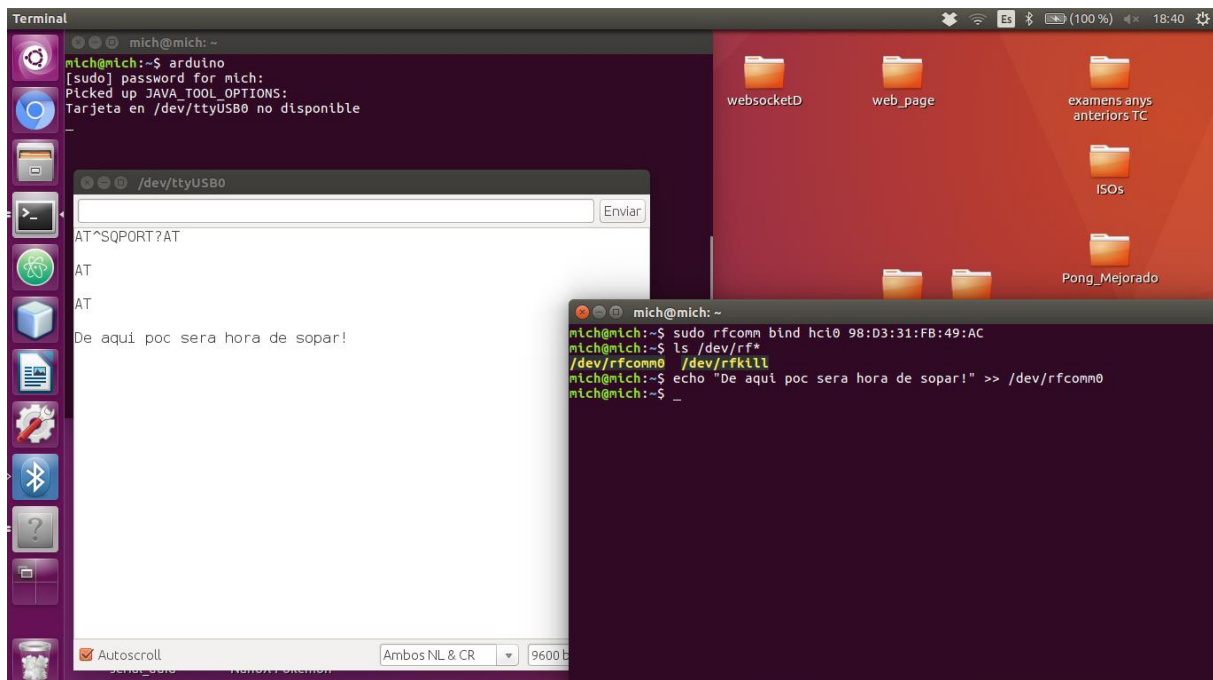 Terminal
Es
(100 %)
18:40
mich@mich: ~
mich@mich:~$ arduino
[sudo] password for mich:
Picked up JAVA_TOOL_OPTIONS:
Tarjeta en /dev/ttyUSB0 no disponible
websocketD
web_page
examens anys
anteriors TC
ISOs
Pong_Mejorado
/dev/ttyUSB0
Enviar
AT^SQPORT?AT
AT
AT
De aqui poc sera hora de sopar!
mich@mich: ~
mich@mich:~$ sudo rfcomm bind hci0 98:D3:31:FB:49:AC
mich@mich:~$ ls /dev/rf*
/dev/rfcomm0 /dev/rfkill
mich@mich:~$ echo "De aqui poc sera hora de sopar!" >> /dev/rfcomm0
mich@mich:~$ _
Autoscroll
Ambos NL & CR
9600 b